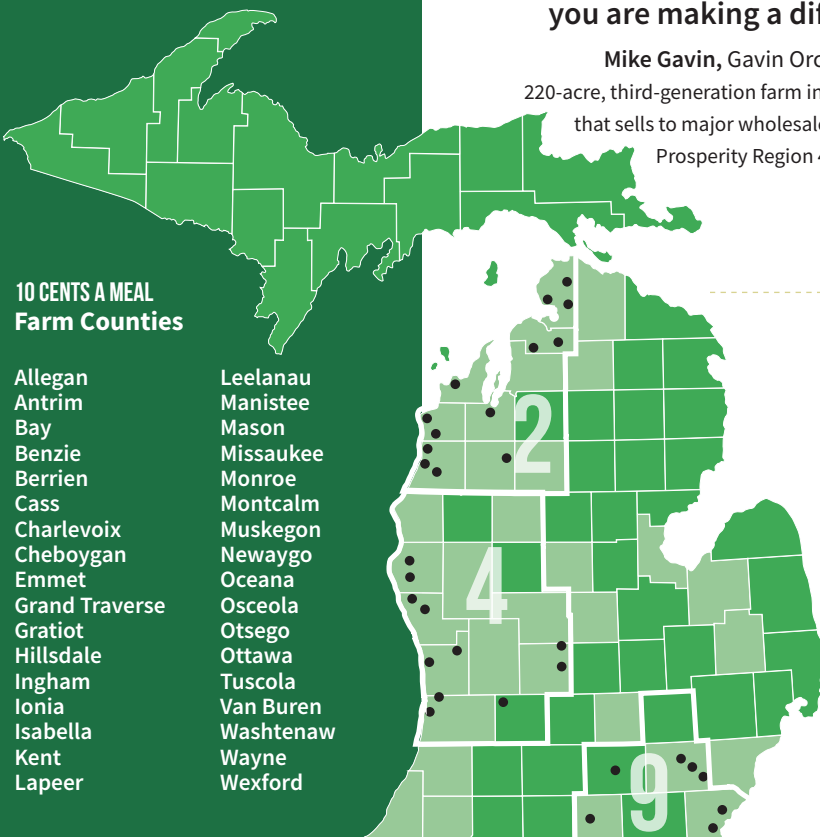 you are making a dif
Mike Gavin, Gavin Orc
220-acre, third-generation farm in
that sells to major wholesale
Prosperity Region 4
10 CENTS A MEAL
Farm Counties
Allegan
Antrim
Bay
Benzie
Berrien
Cass
Charlevoix
Cheboygan
Emmet
Grand Traverse
Gratiot
Hillsdale
Ingham
Ionia
Isabella
Kent
Lapeer
Leelanau
Manistee
Mason
Missaukee
Monroe
Montcalm
Muskegon
Newaygo
Oceana
Osceola
Otsego
Ottawa
Tuscola
Van Buren
Washtenaw
Wayne
Wexford
2
4
9